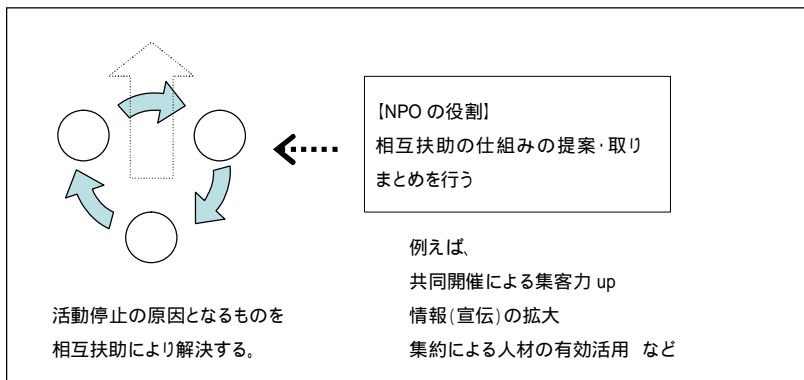 【NPO の役割】
相互扶助の仕組みの提案･取り
まとめを行う
例えば、
共同開催による集客力 up
情報(宣伝)の拡大
集約による人材の有効活用 など
活動停止の原因となるものを
相互扶助により解決する。